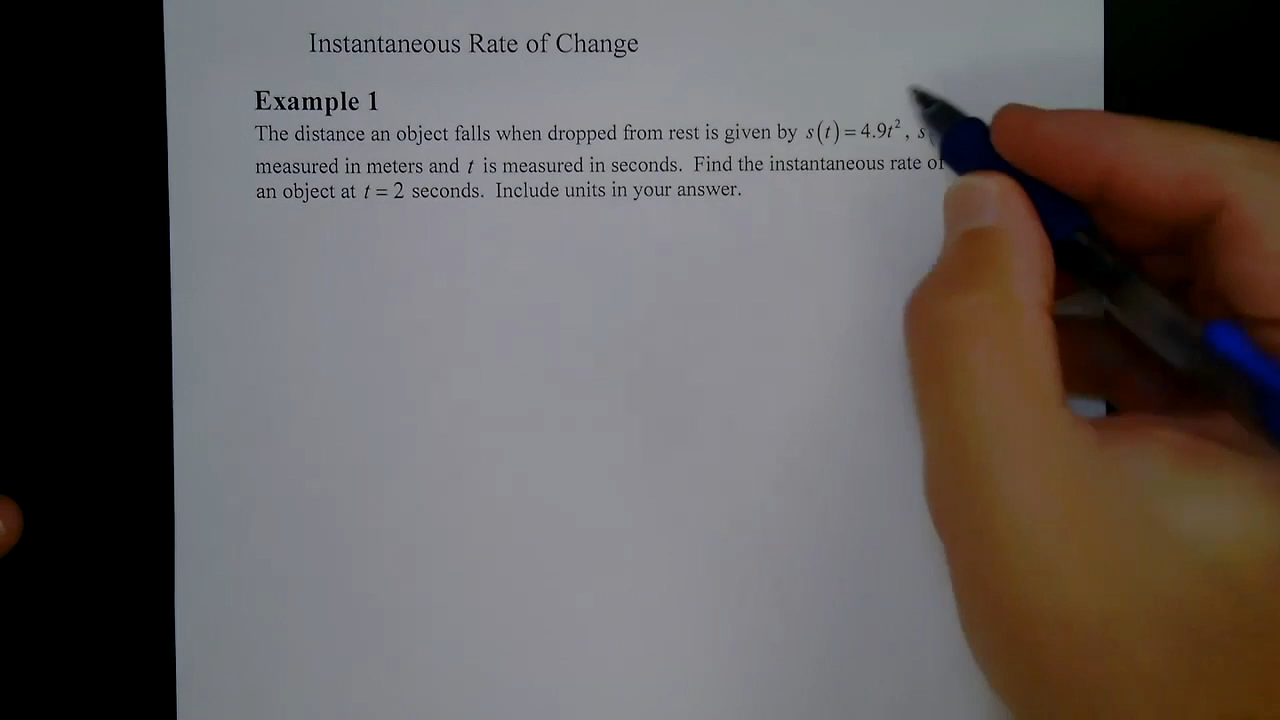 Instantaneous Rate of Change
Example 1
The distance an object falls when dropped from rest is given by s(t) = 4.9t², s
measured in meters and t is measured in seconds. Find the instantaneous rate of
an object at t = 2 seconds. Include units in your answer.